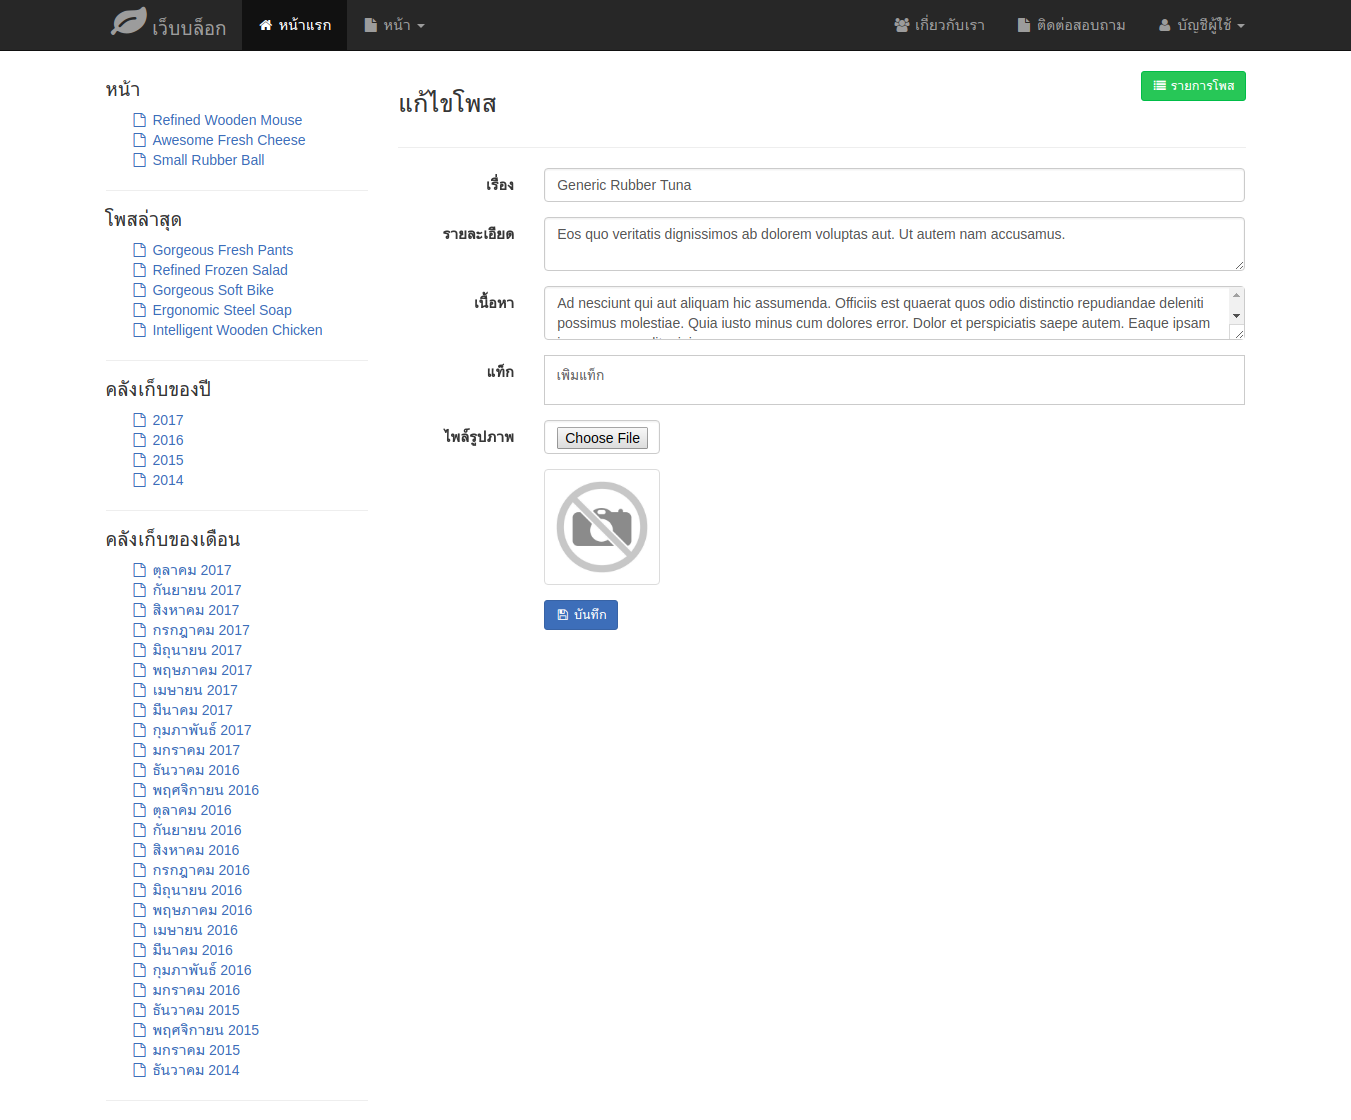 เว็บบล็อก
หน้าแรก
หน้า
เกี่ยวกับเรา
ติดต่อสอบถาม
บัญชีผู้ใช้
หน้า
Refined Wooden Mouse
Awesome Fresh Cheese
Small Rubber Ball
โพสล่าสุด
Gorgeous Fresh Pants
Refined Frozen Salad
Gorgeous Soft Bike
Ergonomic Steel Soap
Intelligent Wooden Chicken
คลังเก็บของปี
2017
2016
2015
2014
คลังเก็บของเดือน
ตุลาคม 2017
กันยายน 2017
สิงหาคม 2017
กรกฎาคม 2017
มิถุนายน 2017
พฤษภาคม 2017
เมษายน 2017
มีนาคม 2017
กุมภาพันธ์ 2017
มกราคม 2017
ธันวาคม 2016
พฤศจิกายน 2016
ตุลาคม 2016
กันยายน 2016
สิงหาคม 2016
กรกฎาคม 2016
มิถุนายน 2016
พฤษภาคม 2016
เมษายน 2016
มีนาคม 2016
กุมภาพันธ์ 2016
มกราคม 2016
ธันวาคม 2015
พฤศจิกายน 2015
มกราคม 2015
ธันวาคม 2014
แก้ไขโพส
รายการโพส
เรื่อง
Generic Rubber Tuna
รายละเอียด
Eos quo veritatis dignissimos ab dolorem voluptas aut. Ut autem nam accusamus.
เนื้อหา
Ad nesciunt qui aut aliquam hic assumenda. Officiis est quaerat quos odio distinctio repudiandae deleniti
possimus molestiae. Quia iusto minus cum dolores error. Dolor et perspiciatis saepe autem. Eaque ipsam
แท็ก
เพิ่มแท็ก
ไฟล์รูปภาพ
Choose File
บันทึก